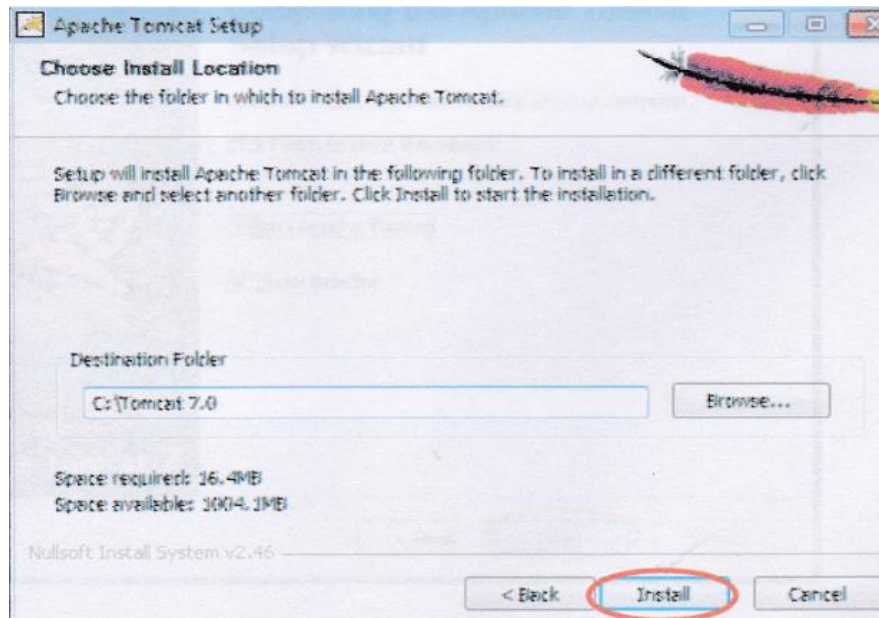 Apache Tomcat Setup
Choose Install Location
Choose the folder in which to install Apache Tomcat.
Setup will install Apache Tomcat in the following folder. To install in a different folder, click
Browse and select another folder. Click Install to start the installation.
Destination Folder
C:\Tomcat 7.0
Browse...
Space required: 16.4MB
Space available: 1004.1MB
Nullsoft Install System v2.46
< Back
Install
Cancel